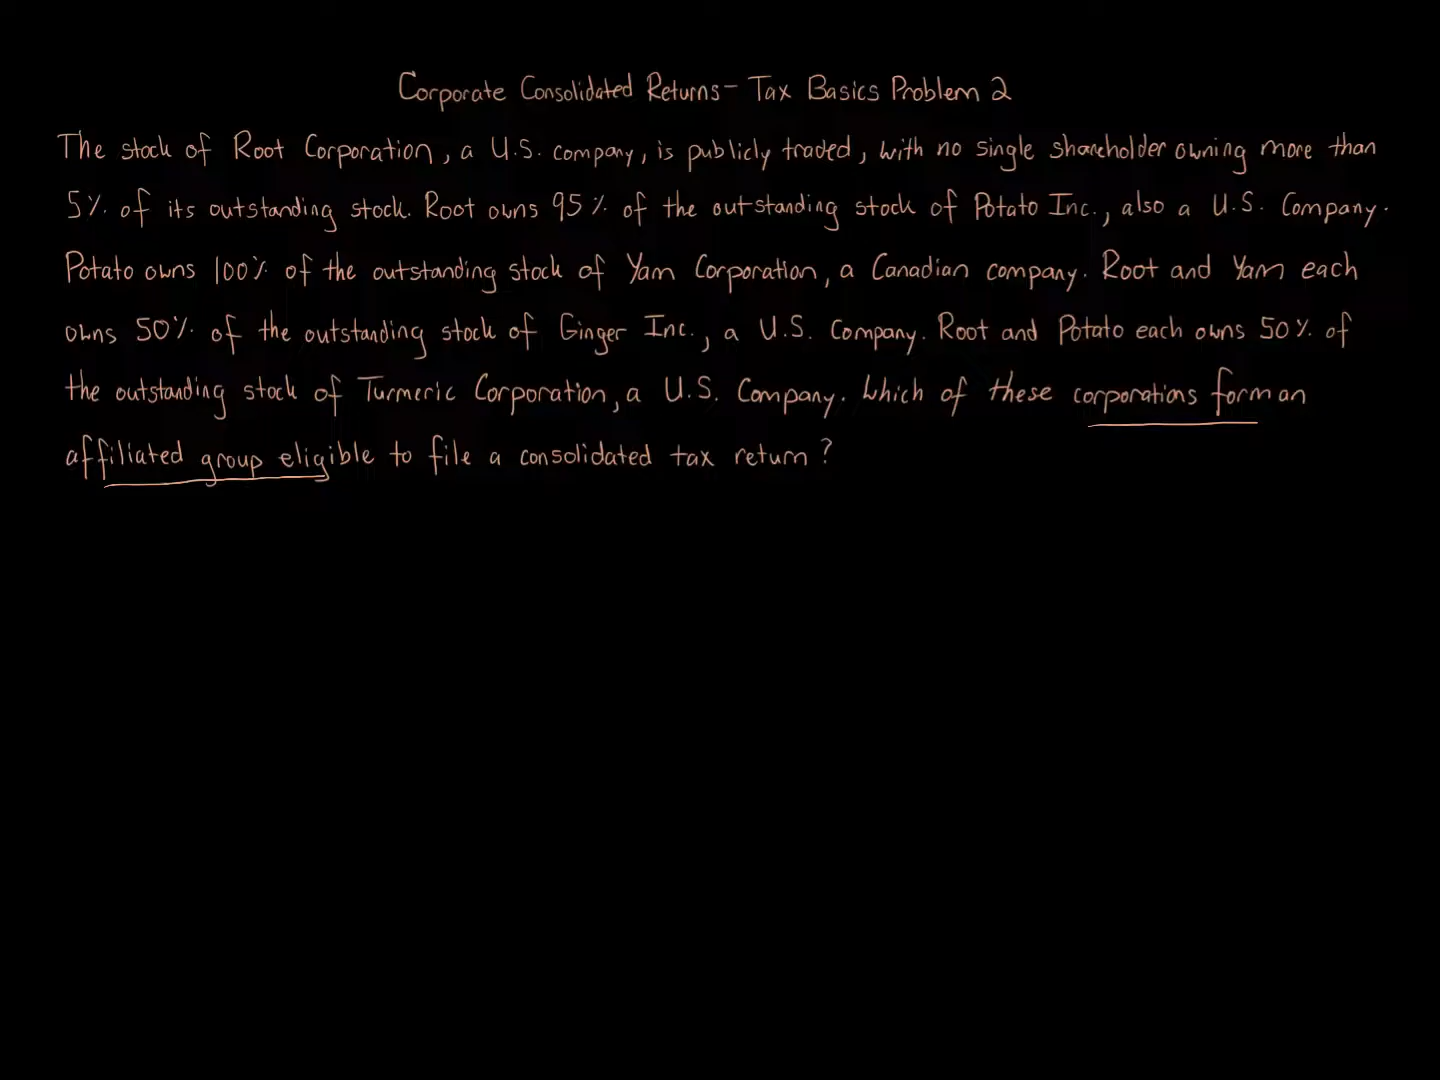 Corporate Consolidated Returns- Tax Basics Problem 2
The stock of Root Corporation, a U.S. company, is publicly traded, with no single shareholder owning more than
5% of its outstanding stock. Root owns 95% of the outstanding stock of Potato Inc., also a U.S. Company.
Potato owns 100% of the outstanding stock of Yam Corporation, a Canadian company. Root and Yam each
owns 50% of the outstanding stock of Ginger Inc., a U.S. Company. Root and Potato each owns 50% of
the outstanding stock of Turmeric Corporation, a U.S. Company. Which of these corporations form an
affiliated group eligible to file a consolidated tax return?